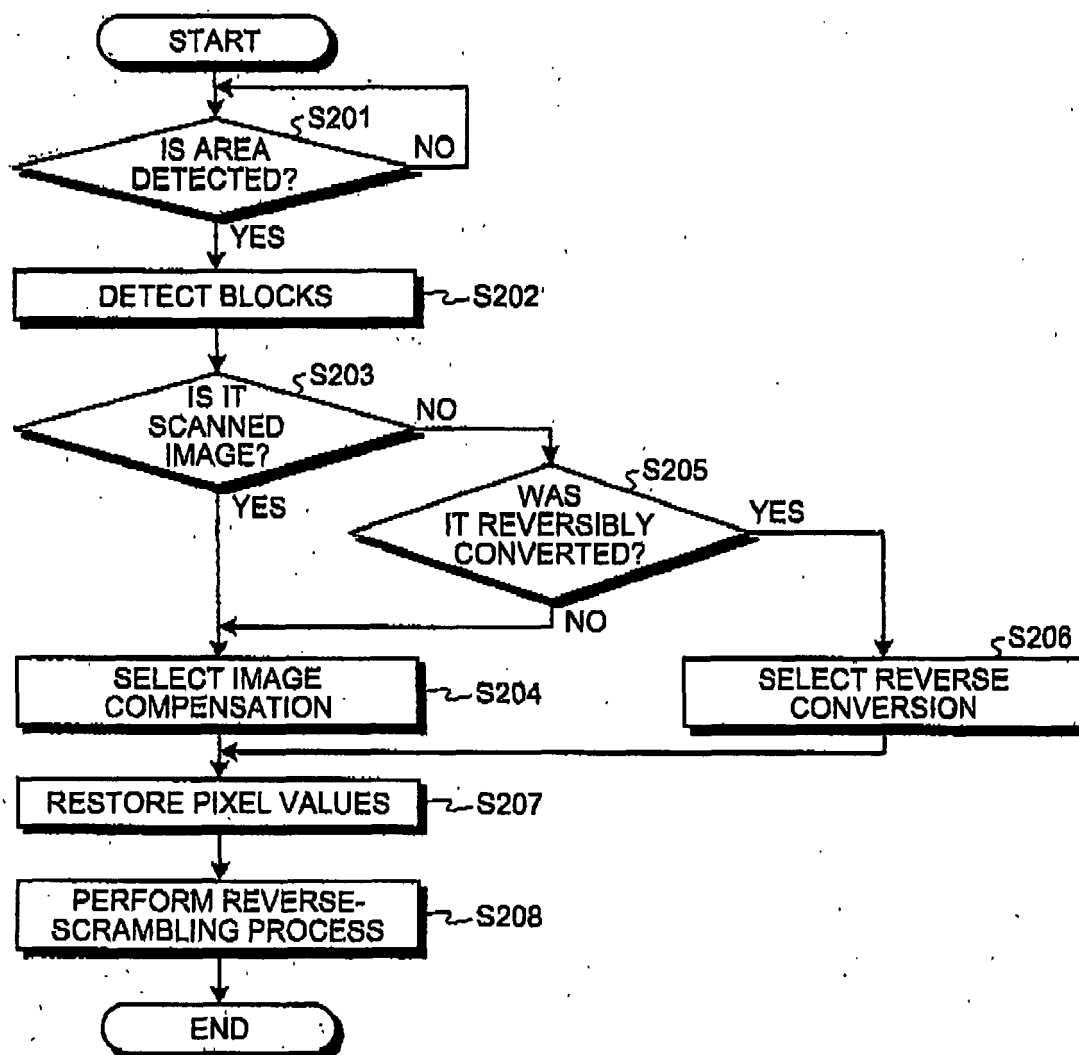 START
S201
IS AREA
DETECTED?
NO
YES
DETECT BLOCKS
S202
S203
IS IT
SCANNED
IMAGE?
NO
YES
S205
WAS
IT REVERSIBLY
CONVERTED?
YES
NO
SELECT IMAGE
COMPENSATION
S204
S206
SELECT REVERSE
CONVERSION
RESTORE PIXEL VALUES
S207
PERFORM REVERSE-
SCRAMBLING PROCESS
S208
END